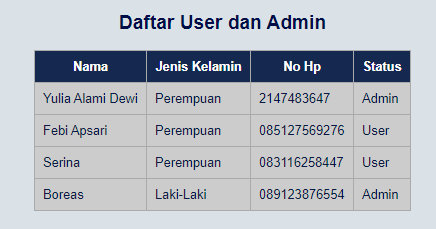 Daftar User dan Admin
Nama Jenis Kelamin No Hp Status
Yulia Alami Dewi Perempuan 2147483647 Admin
Febi Apsari Perempuan 085127569276 User
Serina Perempuan 083116258447 User
Boreas Laki-Laki 089123876554 Admin